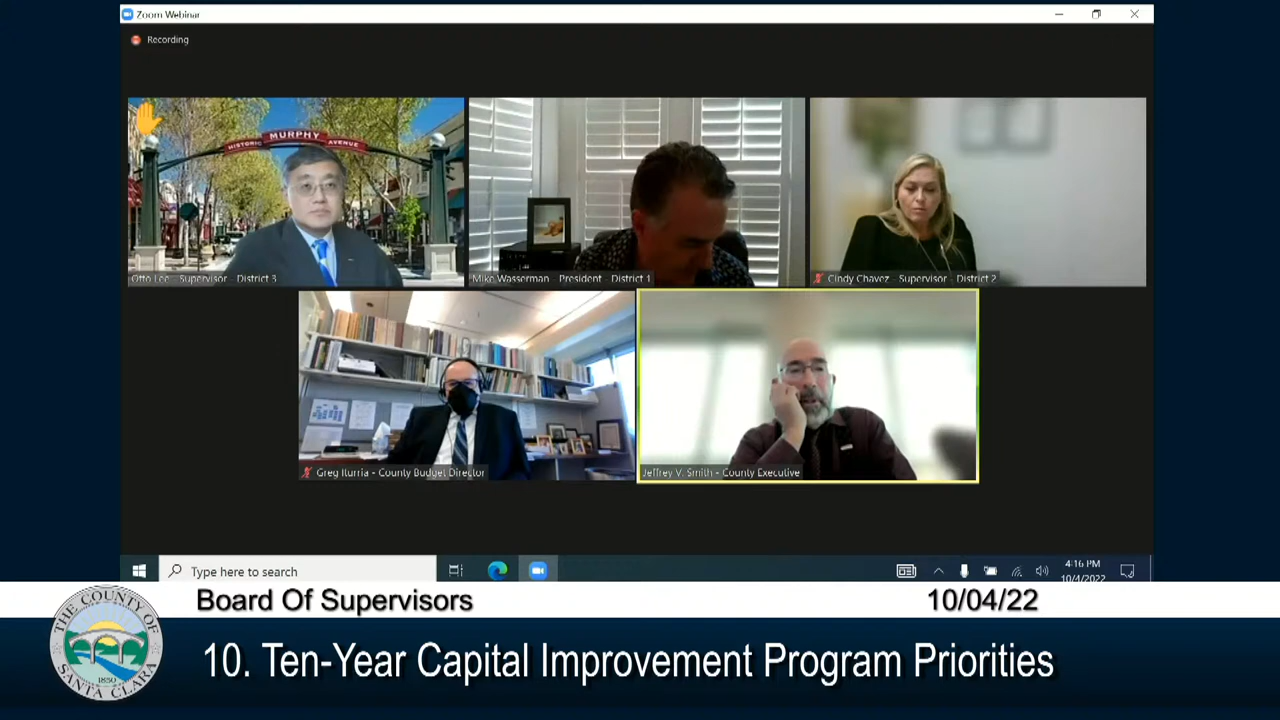 Zoom Webinar
Recording
MURPHY
HISTORIC AVENUE
Otto Lee - Supervisor - District 3
Mike Wasserman - President - District 1
Cindy Chavez - Supervisor - District 2
Greg Iturria - County Budget Director
Jeffrey V. Smith - County Executive
Type here to search
4:16 PM
10/4/2022
Board Of Supervisors
10/04/22
THE COUNTY OF
SANTA CLARA
1850
10. Ten-Year Capital Improvement Program Priorities